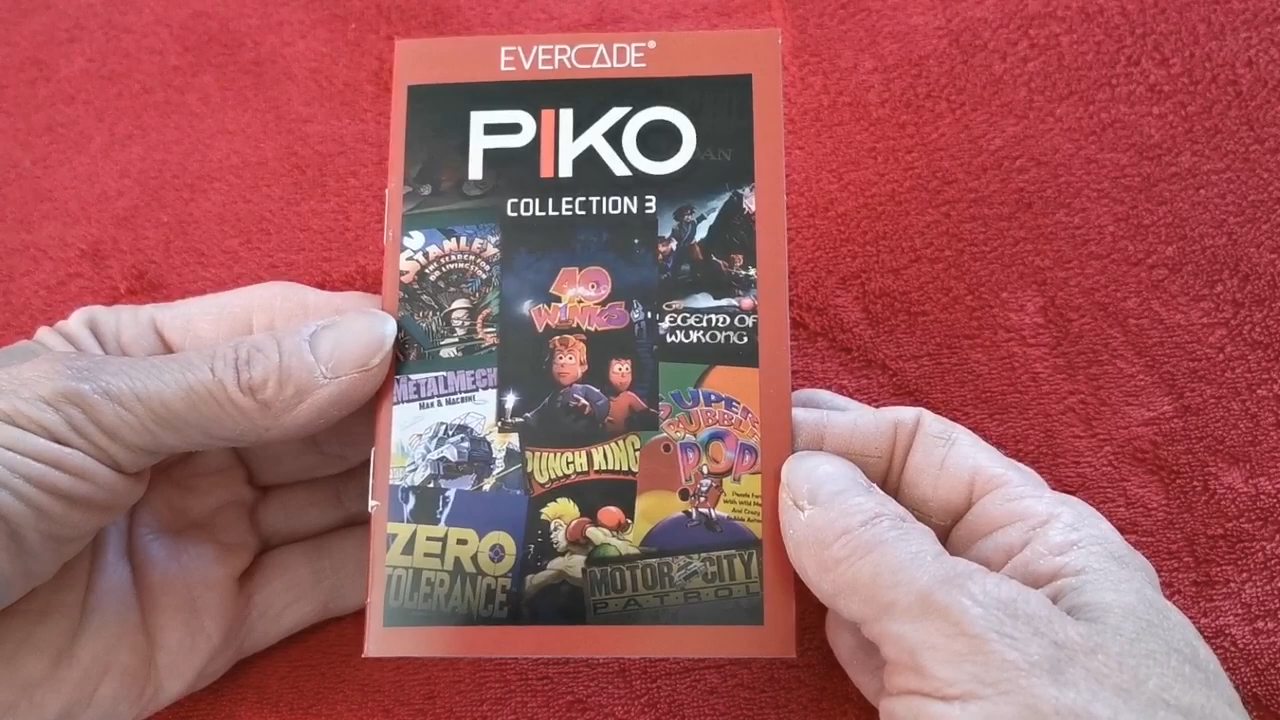 EVERCADE®
PIKO
AN
COLLECTION 3
STANLEY
THE SEARCH FOR
DR LIVINGSTON
40
WINKS
LEGEND OF
WUKONG
METALMECH
MAN & MACHINE
SUPER
BUBBLE
POP
PUNCH KING
ZERO
TOLERANCE
MOTOR CITY
PATROL